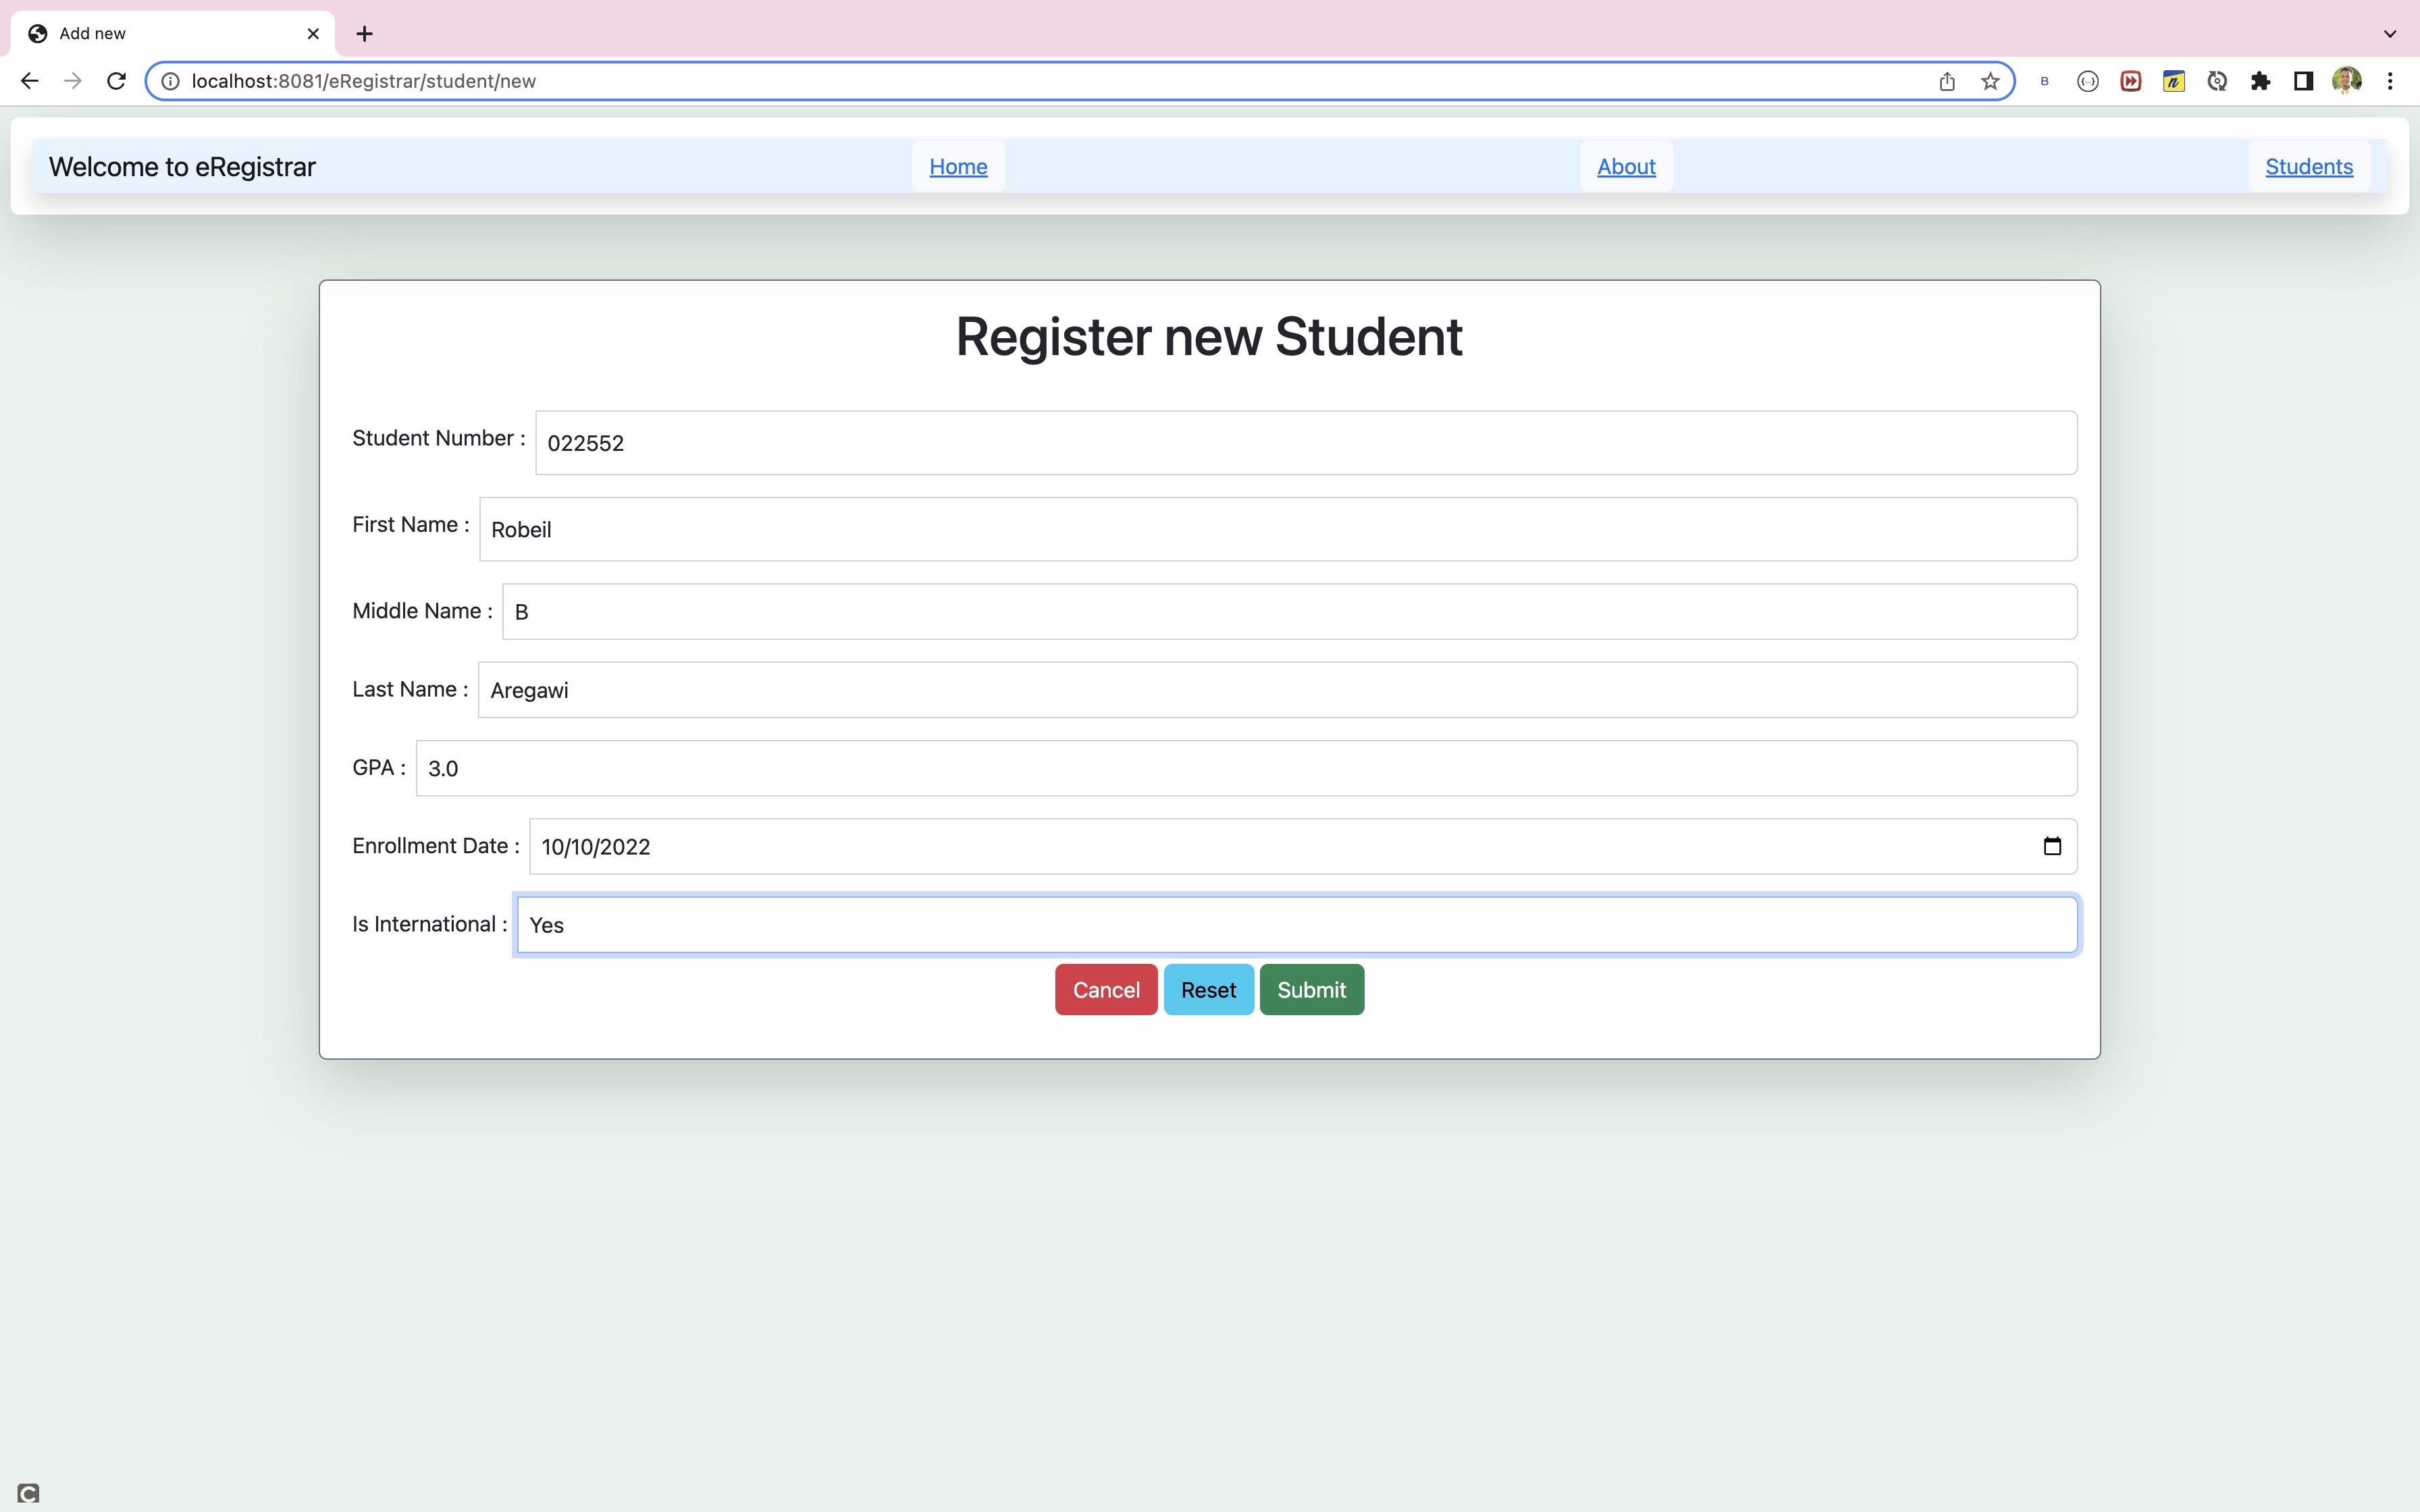 Add new
localhost:8081/eRegistrar/student/new
B
Welcome to eRegistrar
Home
About
Students
Register new Student
Student Number : 022552
First Name : Robeil
Middle Name : B
Last Name : Aregawi
GPA : 3.0
Enrollment Date : 10/10/2022
Is International : Yes
Cancel Reset Submit